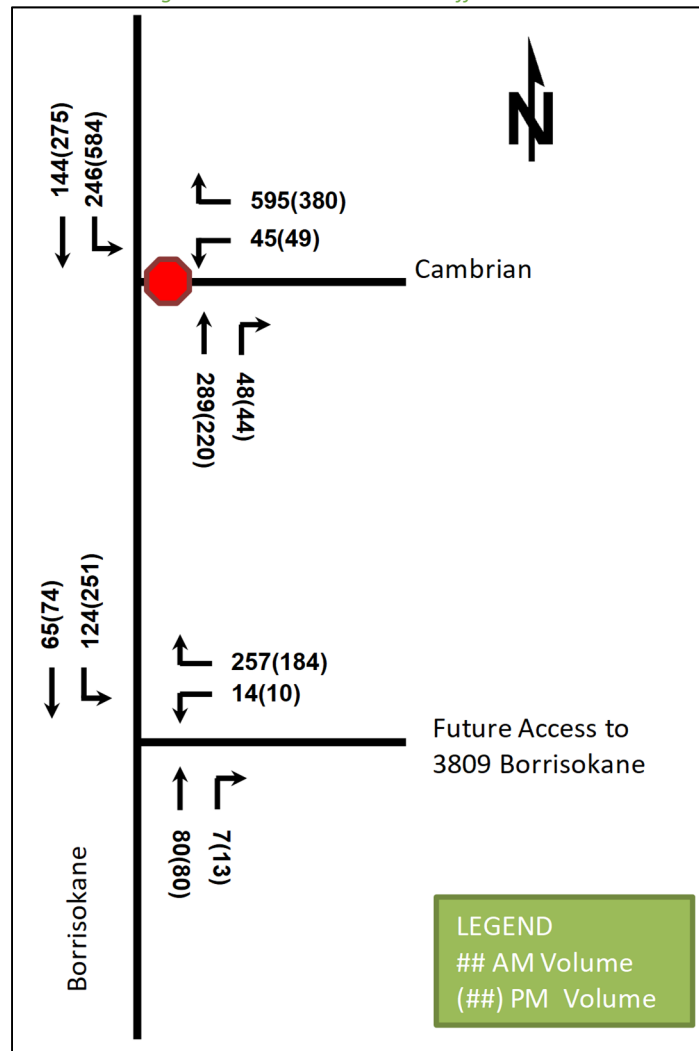 N
144(275)
246(584)
595(380)
45(49)
Cambrian
289(220)
48(44)
65(74)
124(251)
257(184)
14(10)
Future Access to
3809 Borrisokane
80(80)
7(13)
Borrisokane
LEGEND
## AM Volume
(##) PM Volume